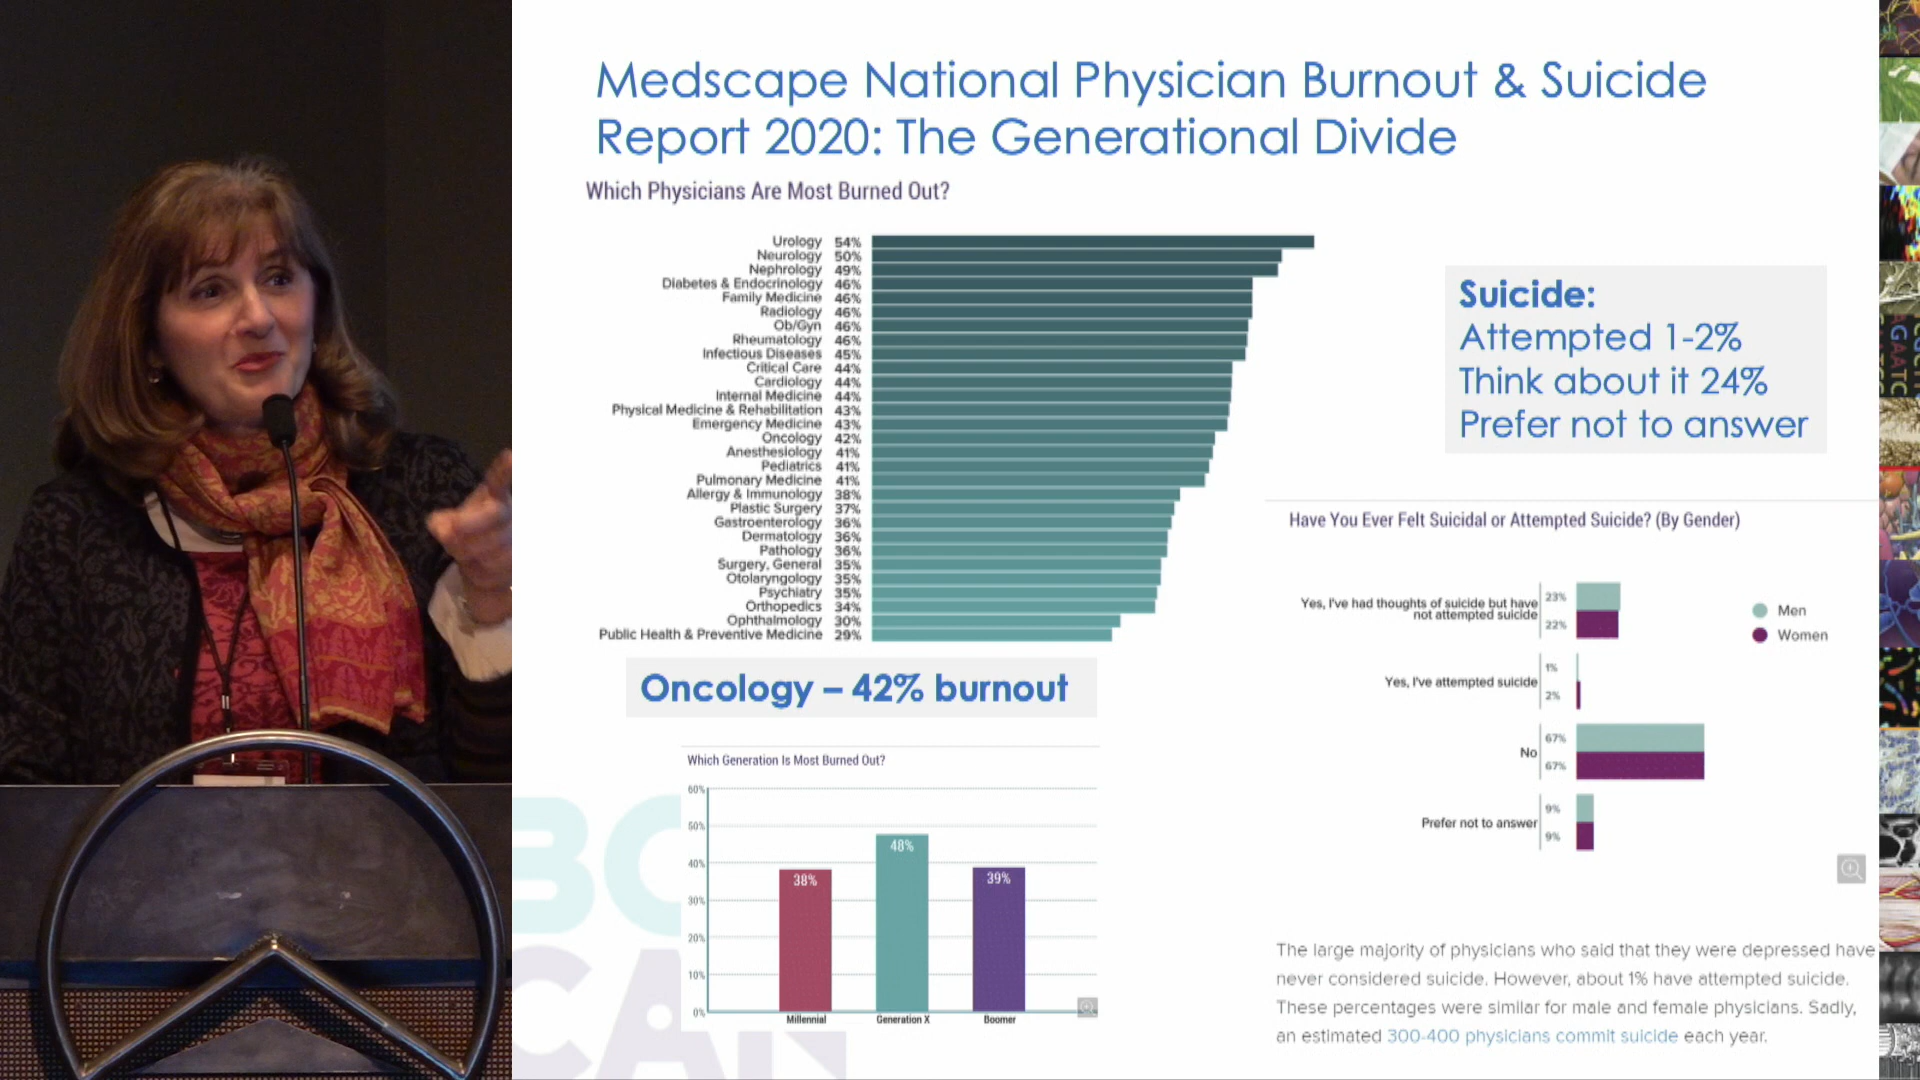 Medscape National Physician Burnout & Suicide
Report 2020: The Generational Divide
Which Physicians Are Most Burned Out?
Urology 54%
Neurology 50%
Nephrology 49%
Diabetes & Endocrinology 46%
Family Medicine 46%
Radiology 46%
Ob/Gyn 46%
Rheumatology 46%
Infectious Diseases 45%
Critical Care 44%
Cardiology 44%
Internal Medicine 44%
Physical Medicine & Rehabilitation 43%
Emergency Medicine 43%
Oncology 42%
Anesthesiology 41%
Pediatrics 41%
Pulmonary Medicine 41%
Allergy & Immunology 38%
Plastic Surgery 37%
Gastroenterology 36%
Dermatology 36%
Pathology 36%
Surgery, General 35%
Otolaryngology 35%
Psychiatry 35%
Orthopedics 34%
Ophthalmology 30%
Public Health & Preventive Medicine 29%
Oncology – 42% burnout
Which Generation Is Most Burned Out?
60%
50%
40%
30%
20%
10%
0%
38%
48%
39%
Millennial
Generation X
Boomer
Suicide:
Attempted 1-2%
Think about it 24%
Prefer not to answer
Have You Ever Felt Suicidal or Attempted Suicide? (By Gender)
Yes, I've had thoughts of suicide but have
not attempted suicide
23%
22%
Yes, I've attempted suicide
1%
2%
No
67%
67%
Prefer not to answer
9%
9%
Men
Women
The large majority of physicians who said that they were depressed have
never considered suicide. However, about 1% have attempted suicide.
These percentages were similar for male and female physicians. Sadly,
an estimated 300-400 physicians commit suicide each year.
BC
CAN